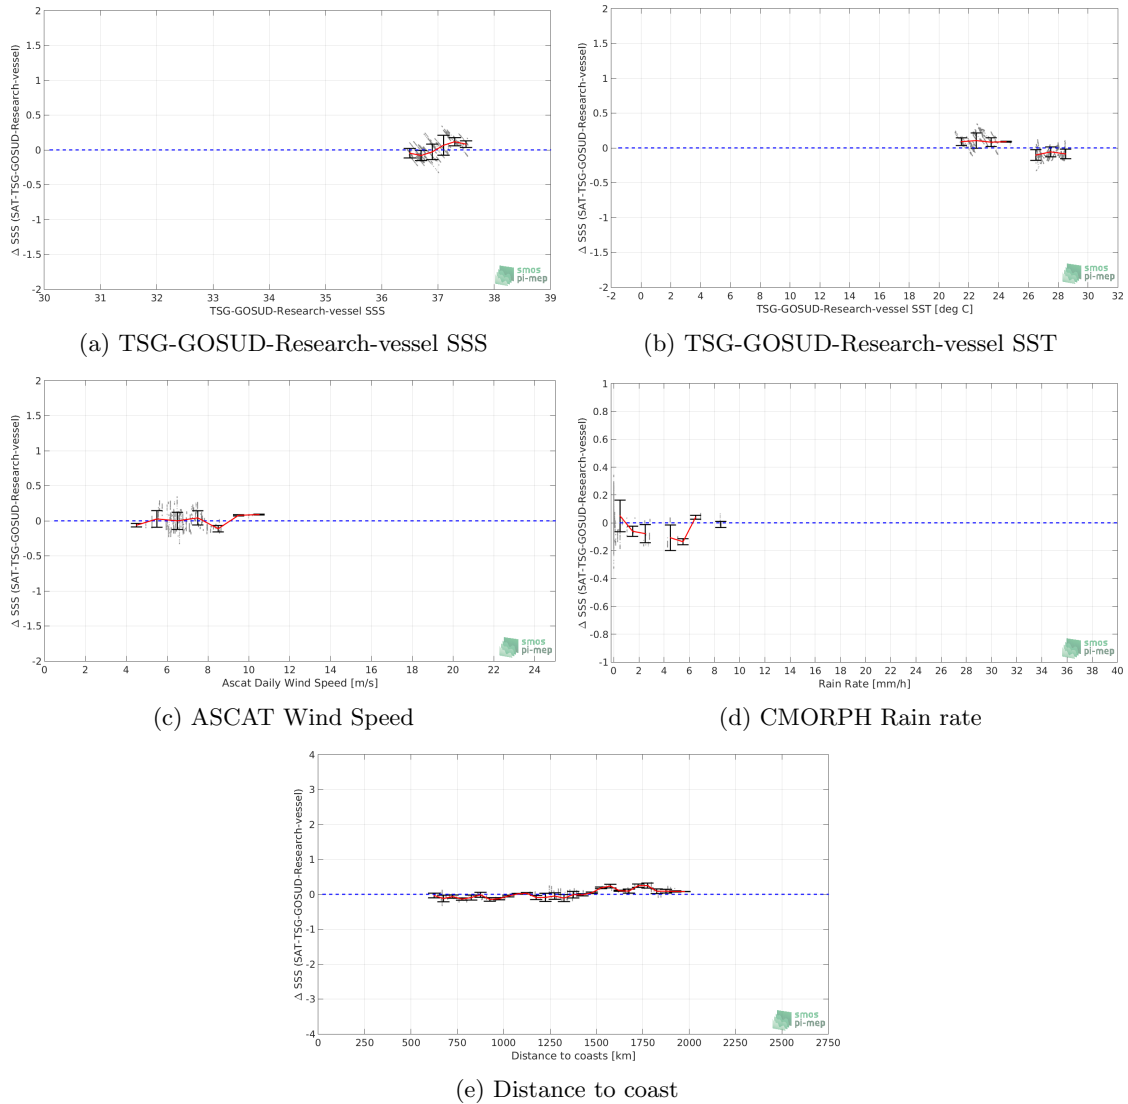 2
1.5
1
0.5
0
-0.5
-1
-1.5
-2
Δ SSS (SAT-TSG-GOSUD-Research-vessel)
30 31 32 33 34 35 36 37 38 39
TSG-GOSUD-Research-vessel SSS
smos
pi-mep
(a) TSG-GOSUD-Research-vessel SSS
2
1.5
1
0.5
0
-0.5
-1
-1.5
-2
Δ SSS (SAT-TSG-GOSUD-Research-vessel)
-2 0 2 4 6 8 10 12 14 16 18 20 22 24 26 28 30 32
TSG-GOSUD-Research-vessel SST [deg C]
smos
pi-mep
(b) TSG-GOSUD-Research-vessel SST
2
1.5
1
0.5
0
-0.5
-1
-1.5
-2
Δ SSS (SAT-TSG-GOSUD-Research-vessel)
0 2 4 6 8 10 12 14 16 18 20 22 24
Ascat Daily Wind Speed [m/s]
smos
pi-mep
(c) ASCAT Wind Speed
1
0.8
0.6
0.4
0.2
0
-0.2
-0.4
-0.6
-0.8
-1
Δ SSS (SAT-TSG-GOSUD-Research-vessel)
0 2 4 6 8 10 12 14 16 18 20 22 24 26 28 30 32 34 36 38 40
Rain Rate [mm/h]
smos
pi-mep
(d) CMORPH Rain rate
4
3
2
1
0
-1
-2
-3
-4
Δ SSS (SAT-TSG-GOSUD-Research-vessel)
0 250 500 750 1000 1250 1500 1750 2000 2250 2500 2750
Distance to coasts [km]
smos
pi-mep
(e) Distance to coast